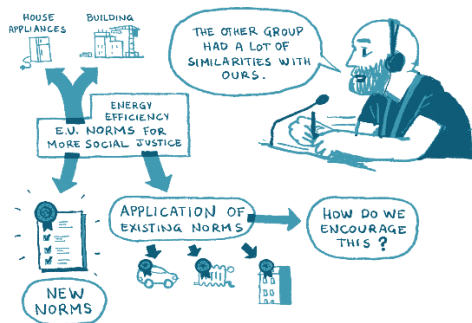 HOUSE
APPLIANCES
BUILDING
THE OTHER GROUP
HAD A LOT OF
SIMILARITIES WITH
OURS.
ENERGY
EFFICIENCY
E.U. NORMS FOR
MORE SOCIAL JUSTICE
APPLICATION OF
EXISTING NORMS
HOW DO WE
ENCOURAGE
THIS?
NEW
NORMS